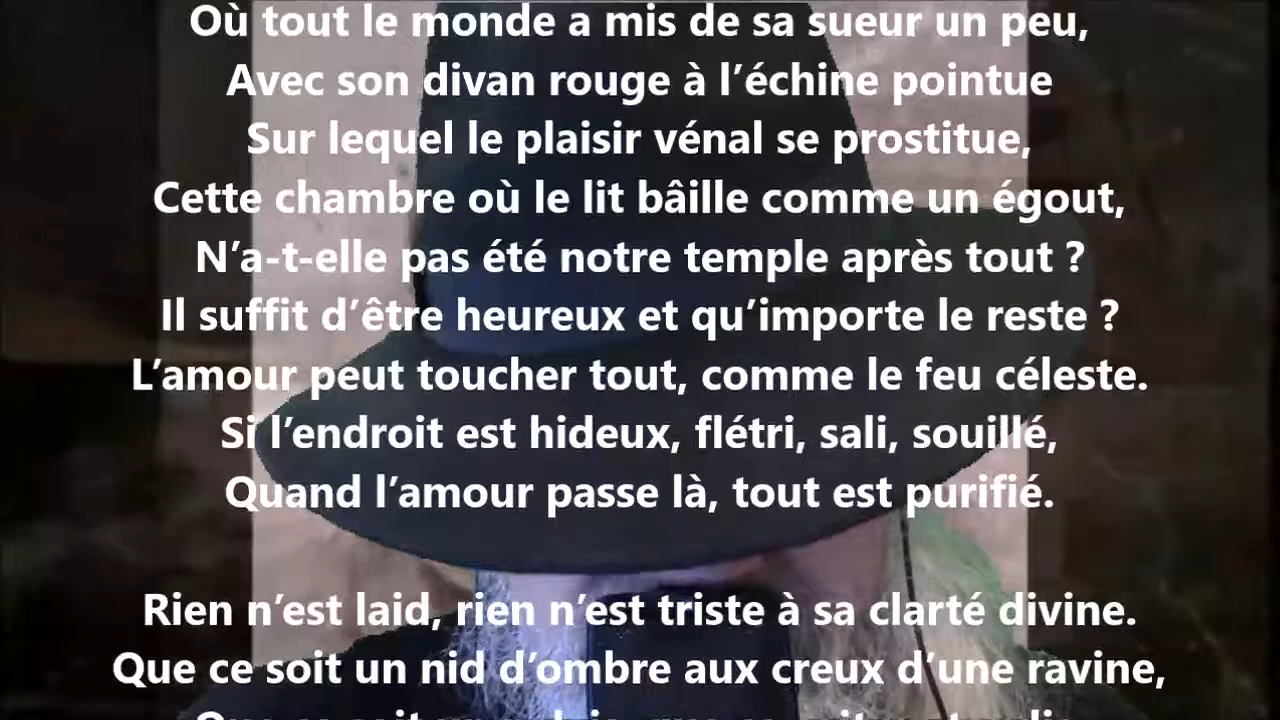 Où tout le monde a mis de sa sueur un peu,
Avec son divan rouge à l’échine pointue
Sur lequel le plaisir vénal se prostitue,
Cette chambre où le lit bâille comme un égout,
N’a-t-elle pas été notre temple après tout ?
Il suffit d’être heureux et qu’importe le reste ?
L’amour peut toucher tout, comme le feu céleste.
Si l’endroit est hideux, flétri, sali, souillé,
Quand l’amour passe là, tout est purifié.
Rien n’est laid, rien n’est triste à sa clarté divine.
Que ce soit un nid d’ombre aux creux d’une ravine,